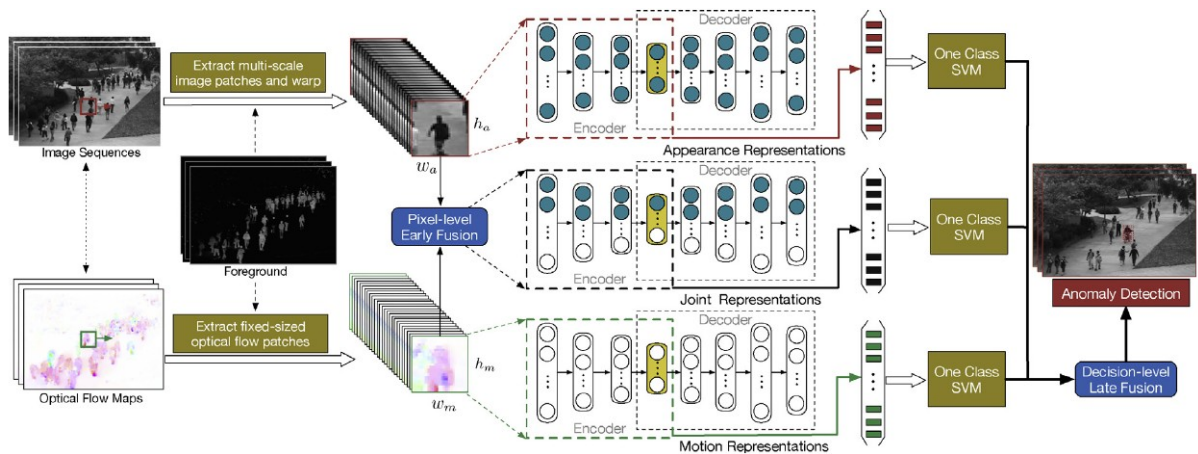 Extract multi-scale
image patches and warp
Image Sequences
Foreground
Extract fixed-sized
optical flow patches
Optical Flow Maps
h_a
w_a
Pixel-level
Early Fusion
h_m
w_m
Decoder
Encoder
Appearance Representations
One Class
SVM
Decoder
Encoder
Joint Representations
One Class
SVM
Decoder
Encoder
Motion Representations
One Class
SVM
Anomaly Detection
Decision-level
Late Fusion